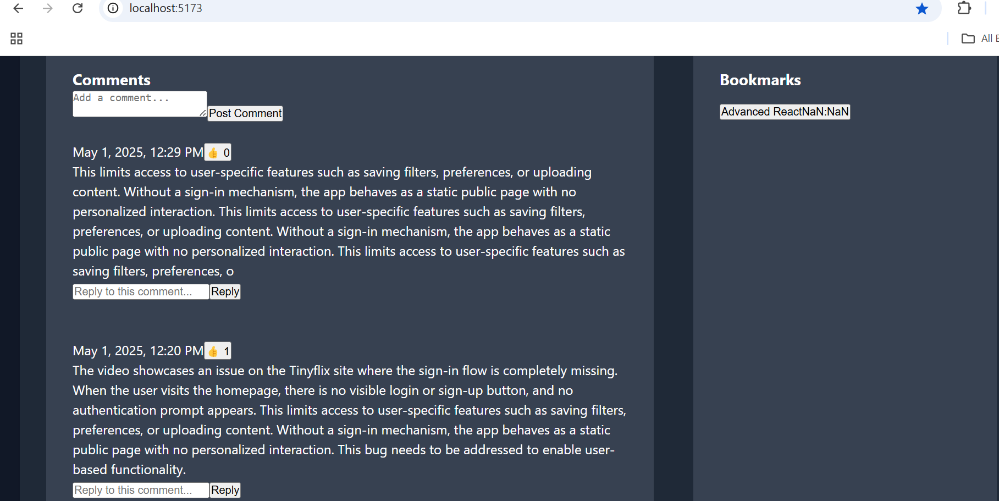 localhost:5173
All B
Comments
Add a comment...
Post Comment
May 1, 2025, 12:29 PM👍 0
This limits access to user-specific features such as saving filters, preferences, or uploading
content. Without a sign-in mechanism, the app behaves as a static public page with no
personalized interaction. This limits access to user-specific features such as saving filters,
preferences, or uploading content. Without a sign-in mechanism, the app behaves as a static
public page with no personalized interaction. This limits access to user-specific features such as
saving filters, preferences, o
Reply to this comment...
Reply
May 1, 2025, 12:20 PM👍 1
The video showcases an issue on the Tinyflix site where the sign-in flow is completely missing.
When the user visits the homepage, there is no visible login or sign-up button, and no
authentication prompt appears. This limits access to user-specific features such as saving filters,
preferences, or uploading content. Without a sign-in mechanism, the app behaves as a static
public page with no personalized interaction. This bug needs to be addressed to enable user-
based functionality.
Reply to this comment...
Reply
Bookmarks
Advanced ReactNaN:NaN